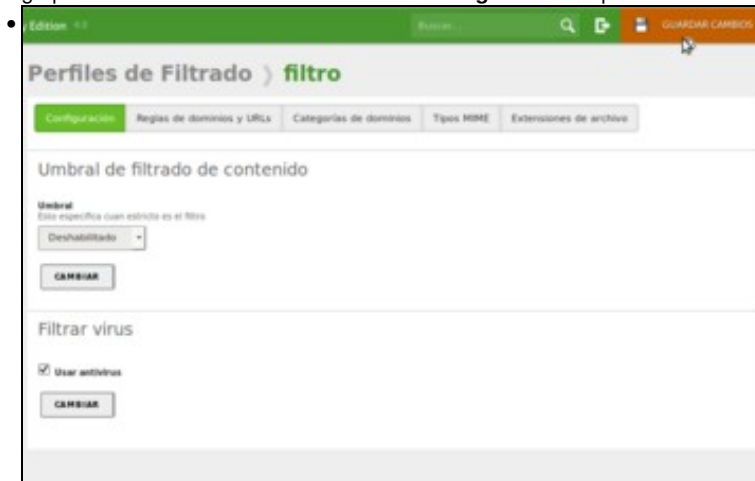 y Edition 4.0 Buscar... GUARDAR CAMBIOS
Perfiles de Filtrado filtro
Configuración Reglas de dominios y URLs Categorías de dominios Tipos MIME Extensiones de archivo
Umbral de filtrado de contenido
Umbral
Esto especifica cuan estricto es el filtro
Deshabilitado
CAMBIAR
Filtrar virus
Usar antivirus
CAMBIAR